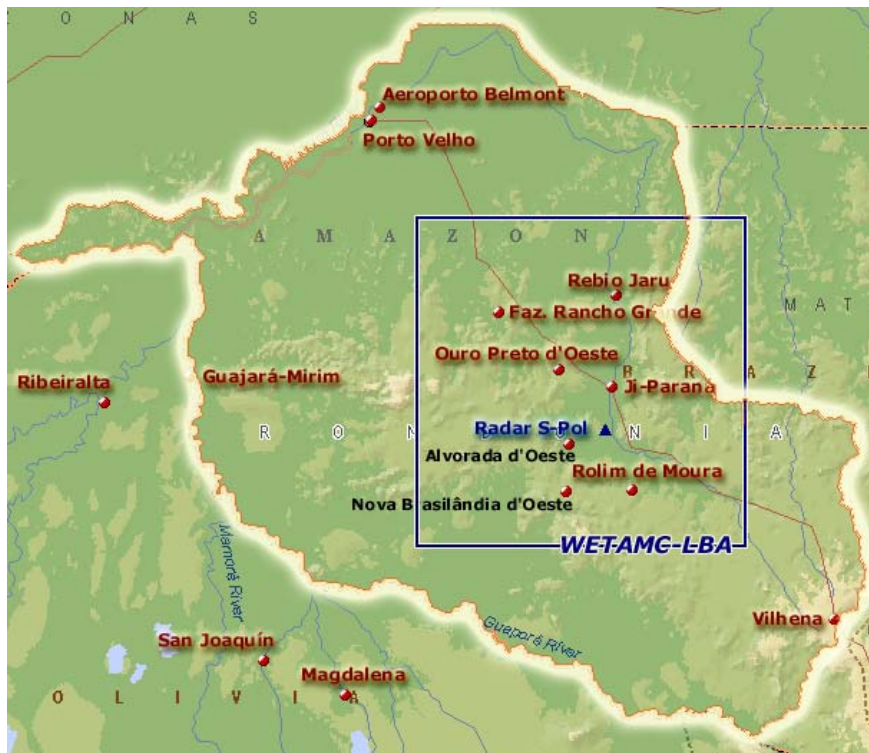 O N A S
Aeroporto Belmont
Porto Velho
A M A Z O N
Rebio Jaru
M A T
Faz. Rancho Grande
Ouro Preto d'Oeste
B R A Z
Ribeiralta
Guajará-Mirim
Ji-Paraná
R O N D O N I A
Radar S-Pol
Alvorada d'Oeste
Rolim de Moura
Nova Brasilândia d'Oeste
WETAMC-LBA
Mamoré River
Guaporé River
Vilhena
San Joaquín
Magdalena
O L I V I A